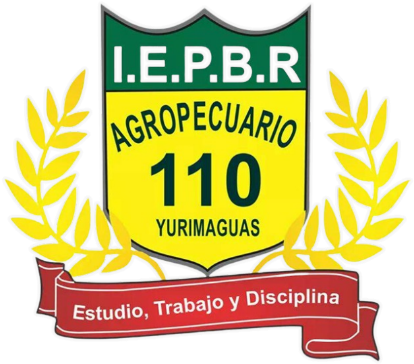 I.E.P.B.R
AGROPECUARIO
110
YURIMAGUAS
Estudio, Trabajo y Disciplina